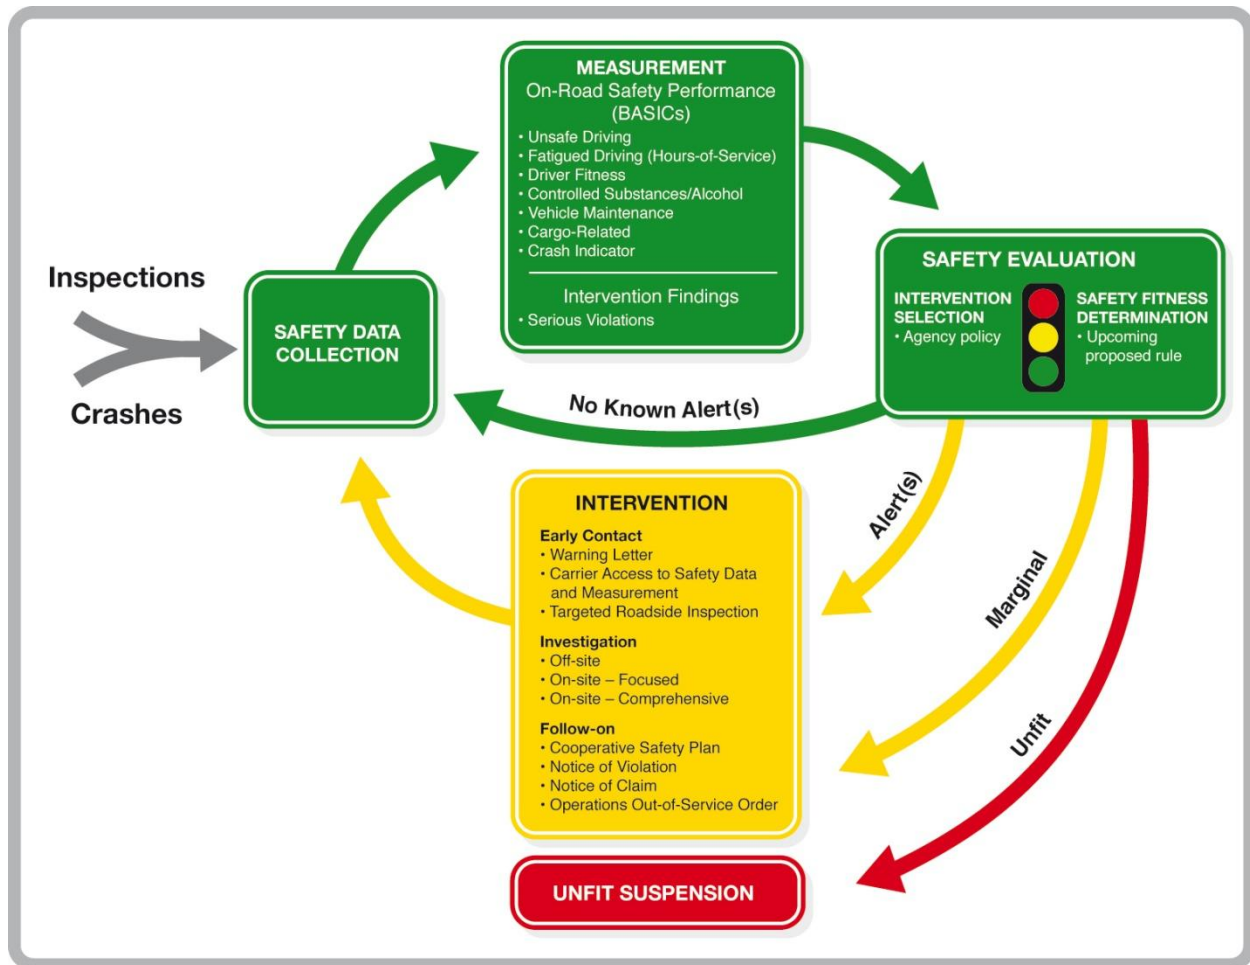 Inspections
Crashes
SAFETY DATA
COLLECTION
MEASUREMENT
On-Road Safety Performance
(BASICs)
• Unsafe Driving
• Fatigued Driving (Hours-of-Service)
• Driver Fitness
• Controlled Substances/Alcohol
• Vehicle Maintenance
• Cargo-Related
• Crash Indicator
Intervention Findings
• Serious Violations
SAFETY EVALUATION
INTERVENTION
SELECTION
• Agency policy
SAFETY FITNESS
DETERMINATION
• Upcoming
proposed rule
No Known Alert(s)
Alert(s)
Marginal
Unfit
INTERVENTION
Early Contact
• Warning Letter
• Carrier Access to Safety Data
and Measurement
• Targeted Roadside Inspection
Investigation
• Off-site
• On-site – Focused
• On-site – Comprehensive
Follow-on
• Cooperative Safety Plan
• Notice of Violation
• Notice of Claim
• Operations Out-of-Service Order
UNFIT SUSPENSION